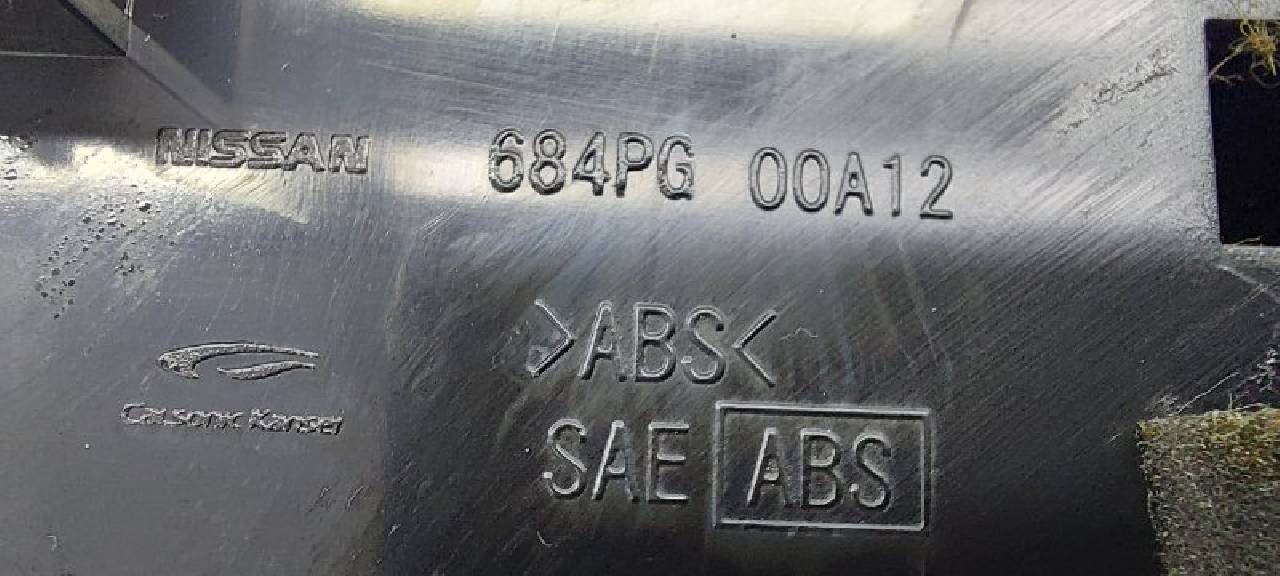 NISSAN 684PG 00A12
>ABS<
CaLsonic Kansei
SAE ABS